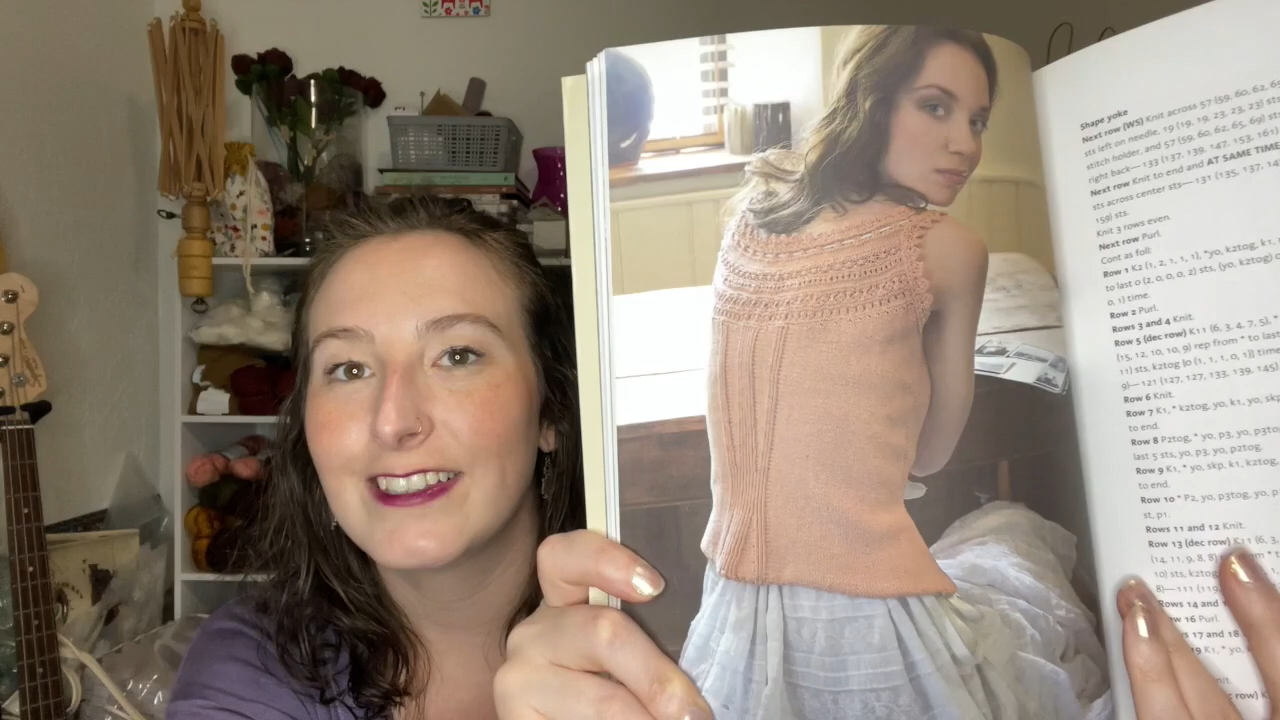 Shape yoke
Next row (WS) Knit across 57 (59, 60, 62, 65
sts left on needle, 19 (19, 19, 23, 23, 23) sts
stitch holder, and 57 (59, 60, 62, 65, 69) sts
right back—133 (137, 139, 147, 153, 161)
Next row Knit to end and AT SAME TIME
sts across center sts—131 (135, 137, 14
159) sts.
Knit 3 rows even.
Next row Purl.
Cont as foll:
Row 1 K2 (1, 2, 1, 1, 1), *yo, k2tog, k1,
to last 0 (2, 0, 0, 0, 2) sts, (yo, k2tog) 0
0, 1) time.
Row 2 Purl.
Rows 3 and 4 Knit.
Row 5 (dec row) K11 (6, 3, 4, 7, 5), *
(15, 12, 10, 10, 9) rep from * to last
11) sts, k2tog [0 (1, 1, 1, 0, 1)] time
9)—121 (127, 127, 133, 139, 145)
Row 6 Knit.
Row 7 K1, * k2tog, yo, k1, yo, skp
to end.
Row 8 P2tog, * yo, p3, yo, p3to
last 5 sts, yo, p3, yo, p2tog.
Row 9 K1, * yo, skp, k1, k2tog,
to end.
Row 10 * P2, yo, p3tog, yo, p1
st, p1.
Rows 11 and 12 Knit.
Row 13 (dec row) K11 (6, 3,
(14, 11, 9, 8, 8) rep from *
10) sts, k2tog
8)—111 (119,
Rows 14 and
Row 16 Purl.
17 and 18
19 K1, * yo,